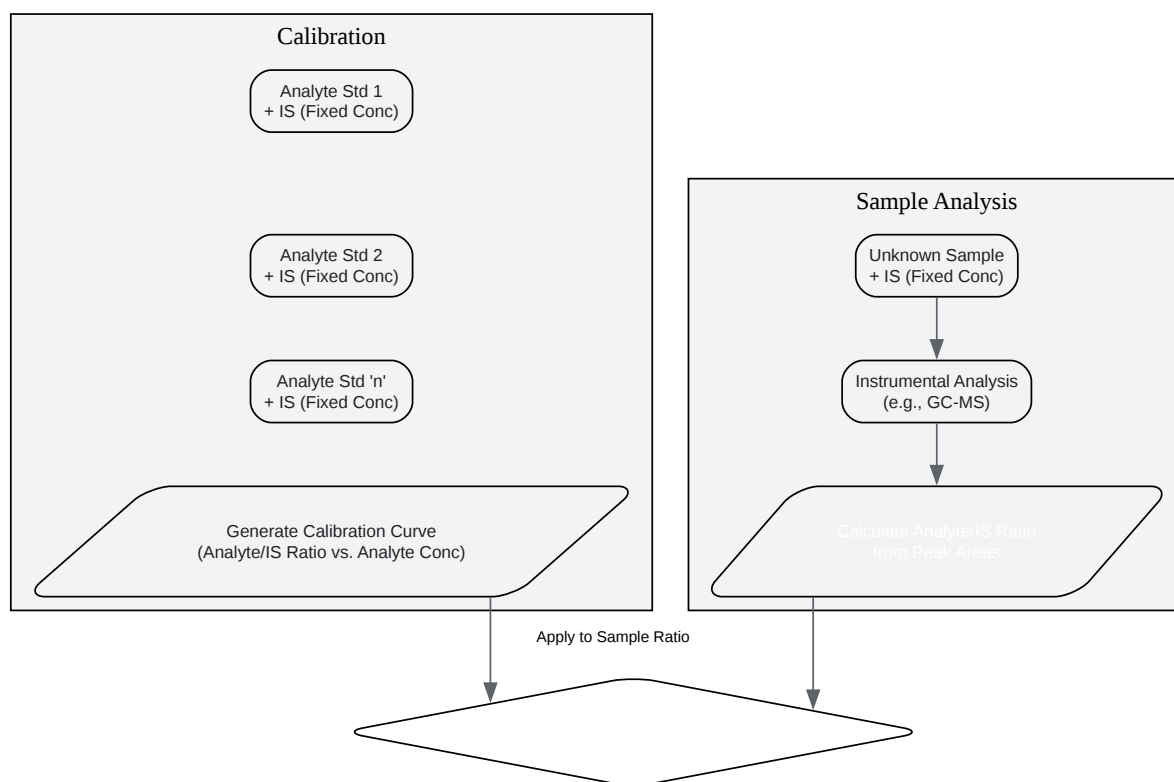 Calibration
Analyte Std 1
+ IS (Fixed Conc)
Analyte Std 2
+ IS (Fixed Conc)
Analyte Std 'n'
+ IS (Fixed Conc)
Generate Calibration Curve
(Analyte/IS Ratio vs. Analyte Conc)
Sample Analysis
Unknown Sample
+ IS (Fixed Conc)
Instrumental Analysis
(e.g., GC-MS)
Calculate Analyte/IS Ratio
from Peak Areas
Apply to Sample Ratio